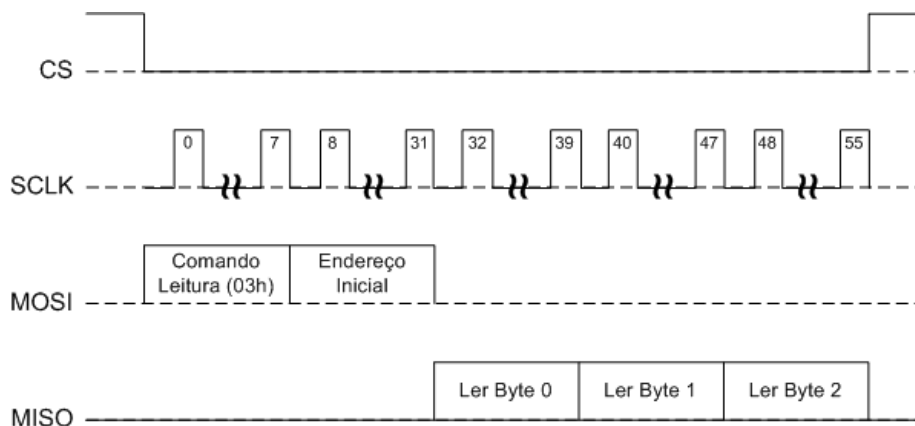 CS
0 7 8 31 32 39 40 47 48 55
SCLK
Comando Endereço
Leitura (03h) Inicial
MOSI
Ler Byte 0 Ler Byte 1 Ler Byte 2
MISO